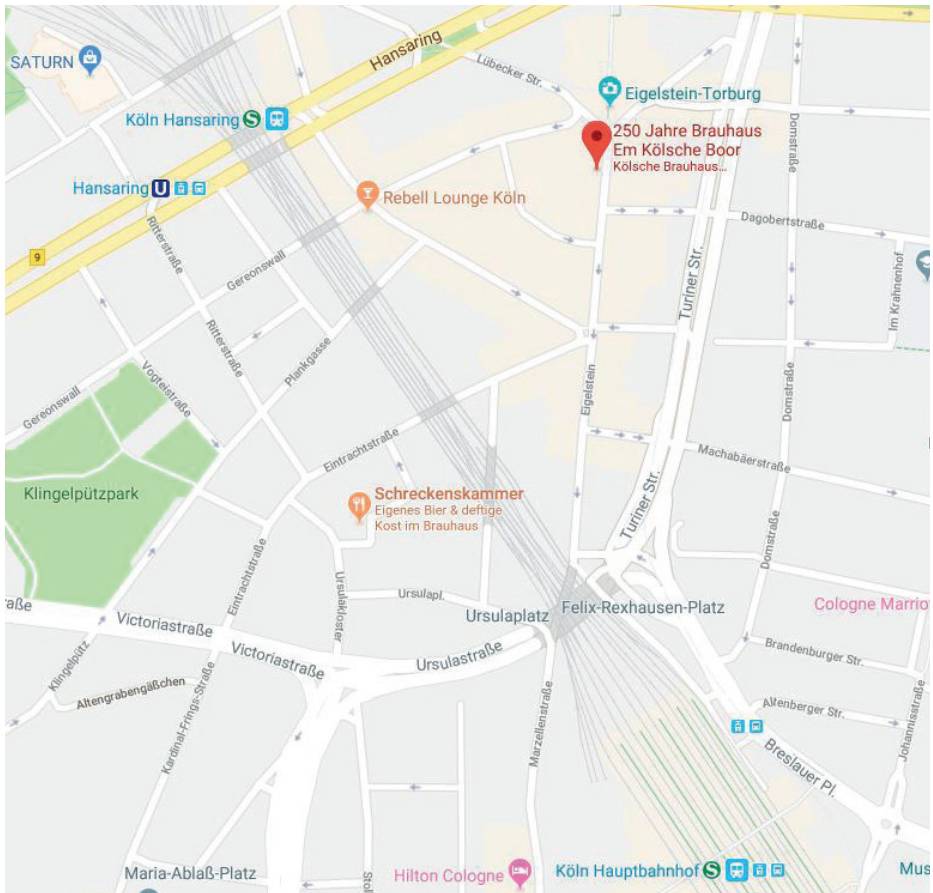 Hansaring
SATURN
Lübecker Str.
Eigelstein-Torburg
Köln Hansaring S
250 Jahre Brauhaus
Em Kölsche Boor
Kölsche Brauhaus...
Domstraße
Hansaring U
Rebell Lounge Köln
Dagobertstraße
Ritterstraße
9
Gereonswall
Turiner Str.
Im Krahnenhof
Ritterstraße
Plankgasse
Vogteistraße
Gereonswall
Eigelstein
Domstraße
Eintrachtstraße
Machabäerstraße
Klingelpützpark
Schreckenskammer
Eigenes Bier & deftige
Kost im Brauhaus
Turiner Str.
Domstraße
Eintrachtstraße
Ursulakloster
Ursulapl.
Ursulaplatz
Felix-Rexhausen-Platz
Cologne Marrio
raße
Victoriastraße
Victoriastraße
Ursulastraße
Brandenburger Str.
Klingelpütz
Altengrabengäßchen
Kardinal-Frings-Straße
Marzellenstraße
Altenberger Str.
Johannisstraße
Breslauer Pl.
Maria-Ablaß-Platz
Stol
Hilton Cologne
Köln Hauptbahnhof S
Mus